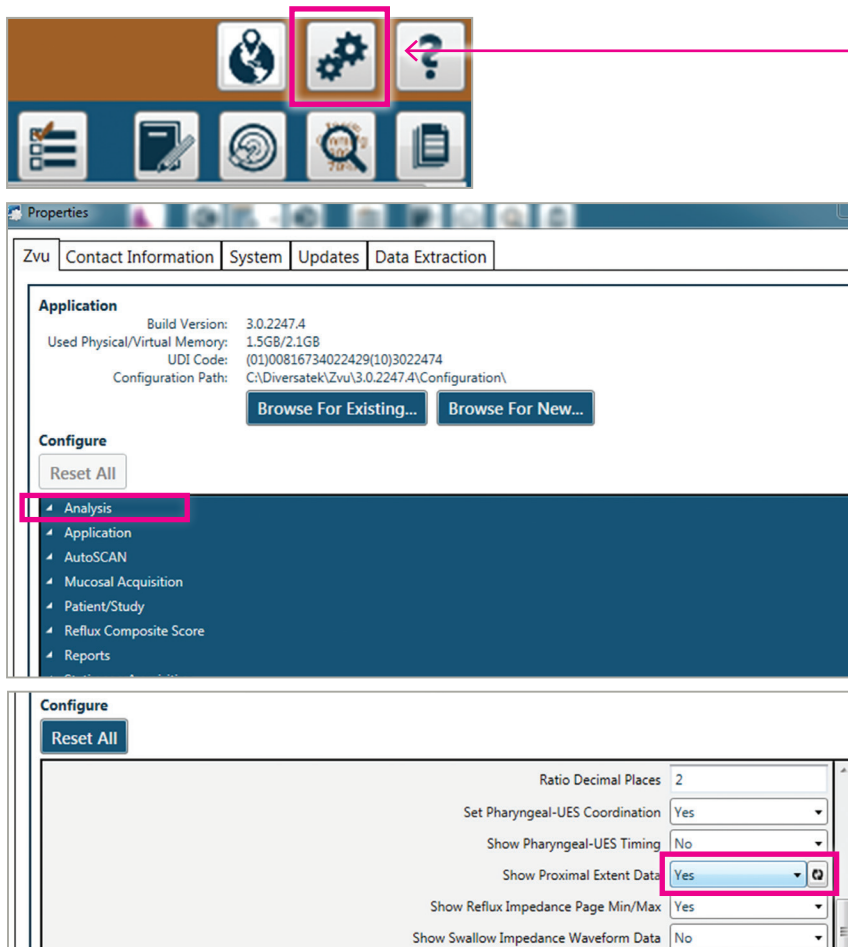 ?
Properties
Zvu Contact Information System Updates Data Extraction
Application
Build Version: 3.0.2247.4
Used Physical/Virtual Memory: 1.5GB/2.1GB
UDI Code: (01)00816734022429(10)3022474
Configuration Path: C:\Diversatek\Zvu\3.0.2247.4\Configuration\
Browse For Existing... Browse For New...
Configure
Reset All
Analysis
Application
AutoSCAN
Mucosal Acquisition
Patient/Study
Reflux Composite Score
Reports
Configure
Reset All
Ratio Decimal Places 2
Set Pharyngeal-UES Coordination Yes
Show Pharyngeal-UES Timing No
Show Proximal Extent Data Yes
Show Reflux Impedance Page Min/Max Yes
Show Swallow Impedance Waveform Data No